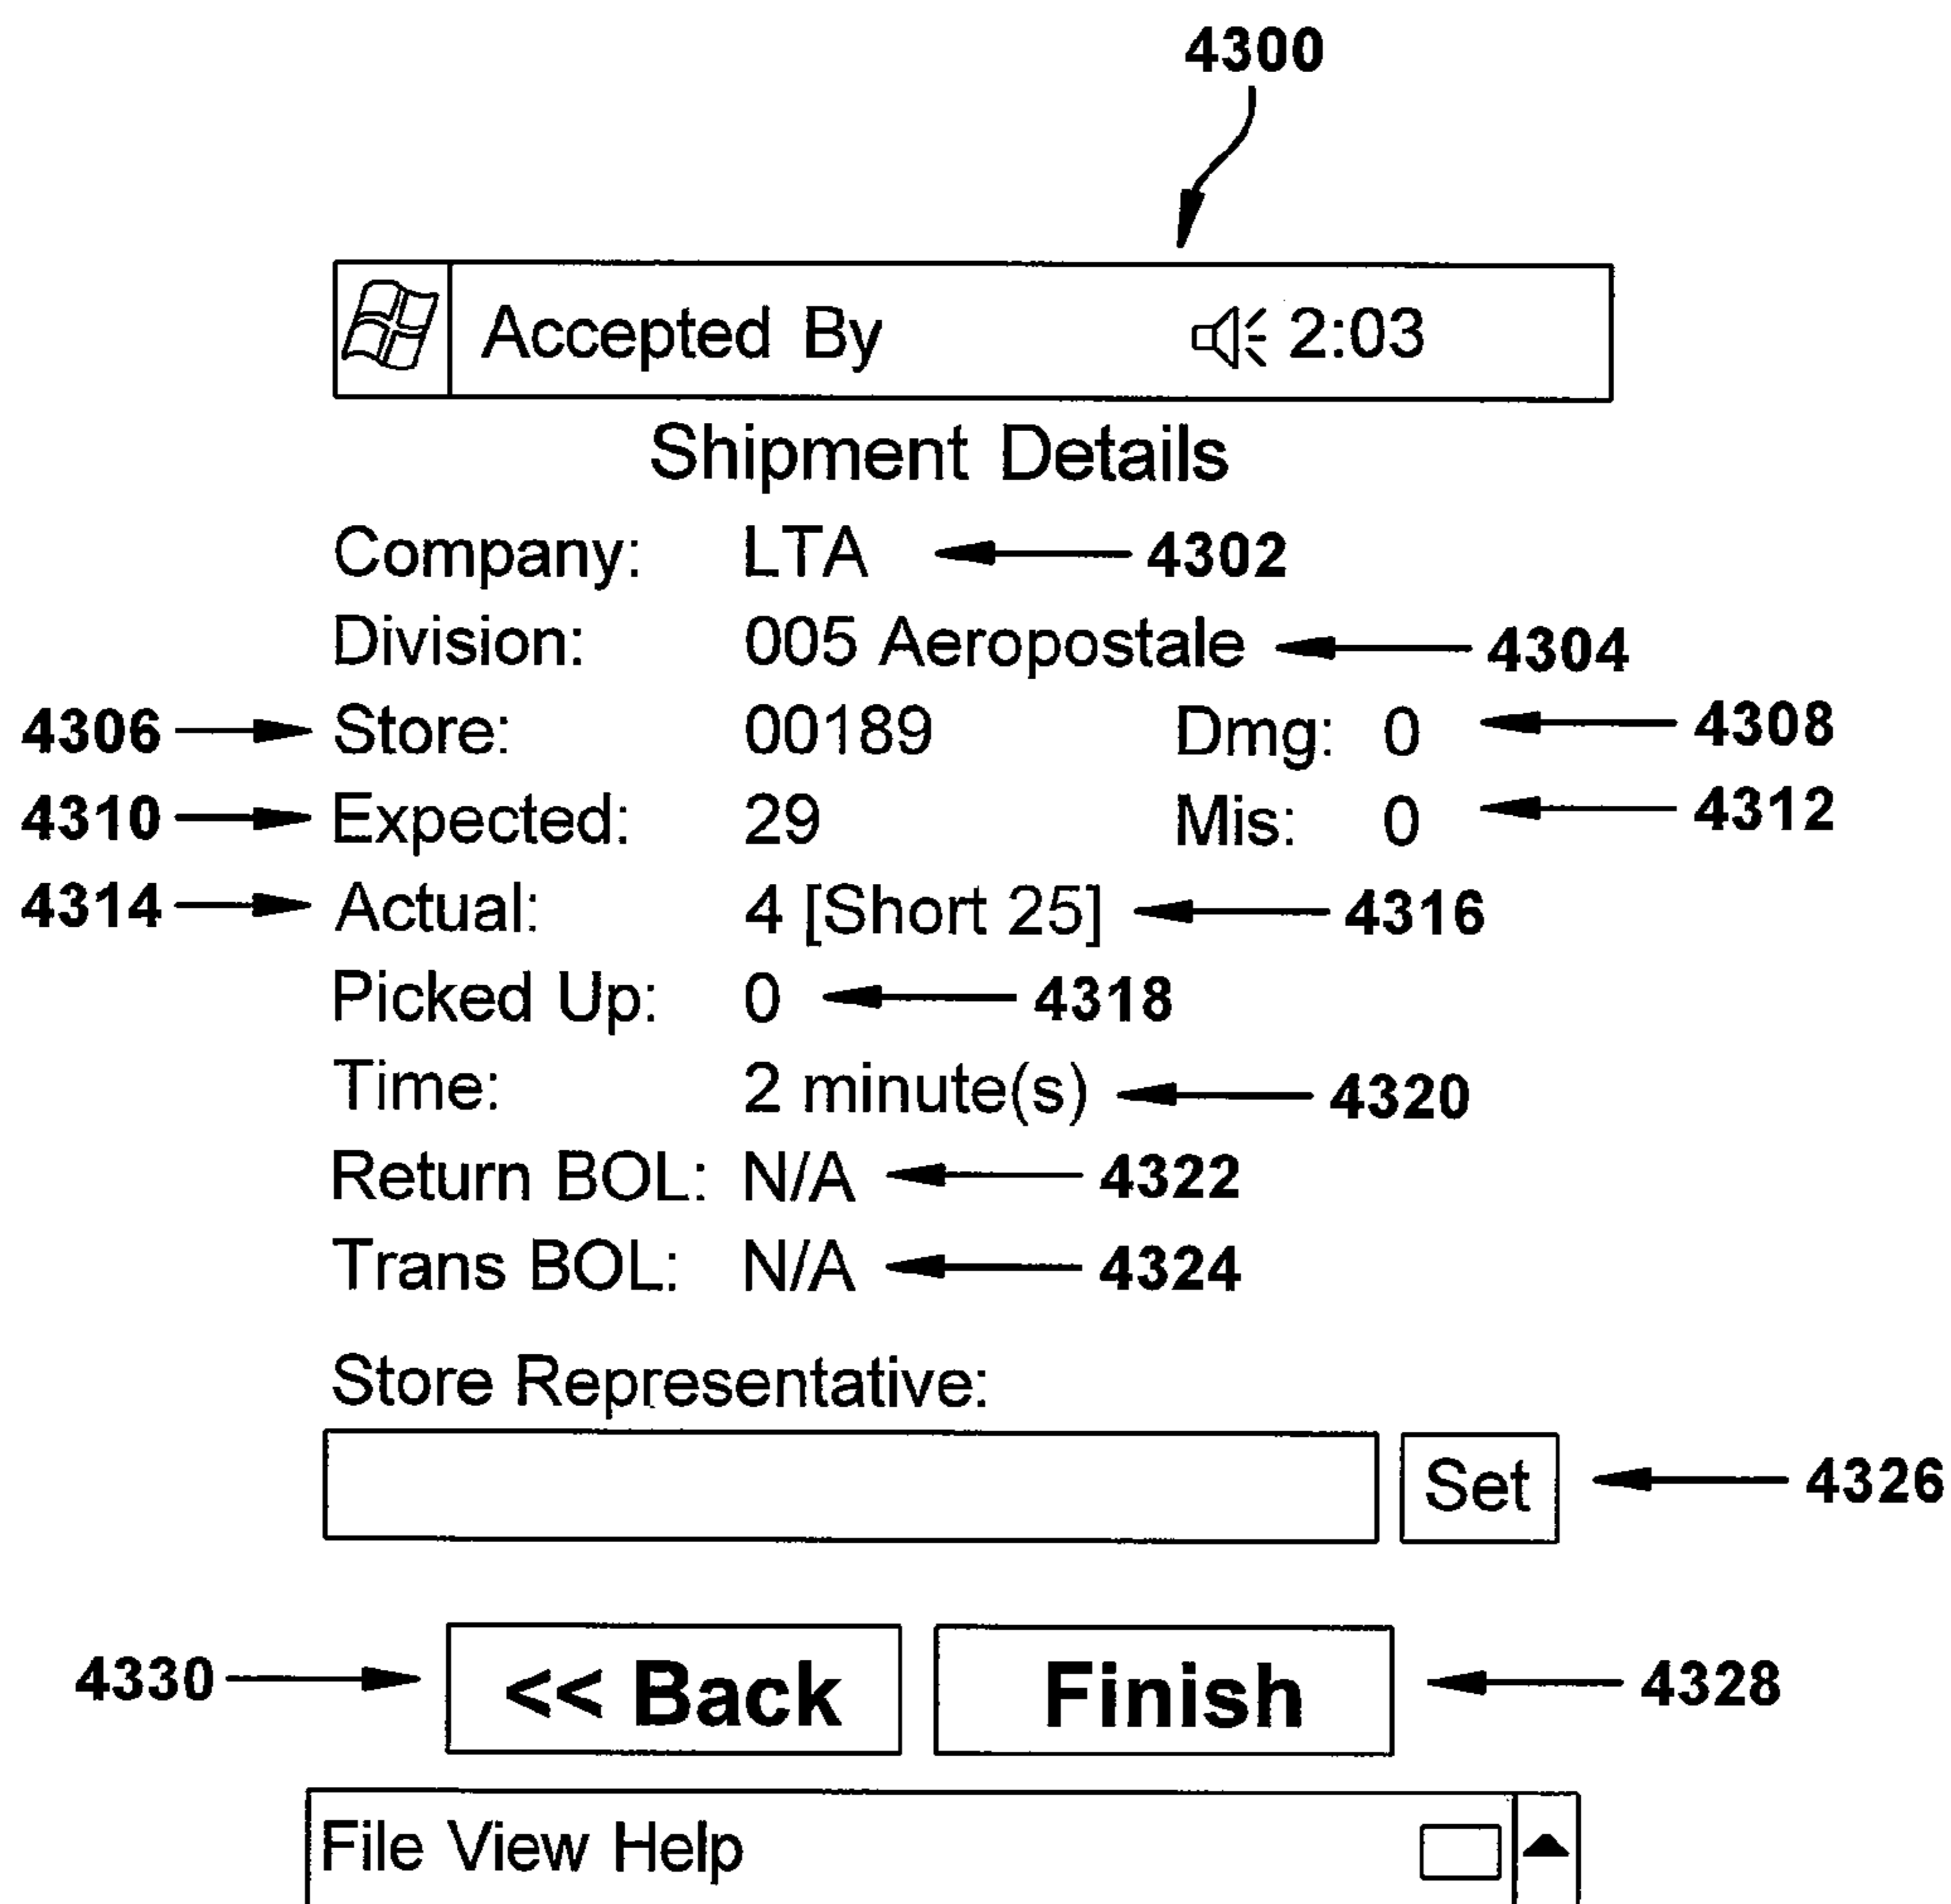 4300
Accepted By 2:03
Shipment Details
Company: LTA 4302
Division: 005 Aeropostale 4304
4306 Store: 00189 Dmg: 0 4308
4310 Expected: 29 Mis: 0 4312
4314 Actual: 4 [Short 25] 4316
Picked Up: 0 4318
Time: 2 minute(s) 4320
Return BOL: N/A 4322
Trans BOL: N/A 4324
Store Representative:
Set 4326
4330 << Back Finish 4328
File View Help